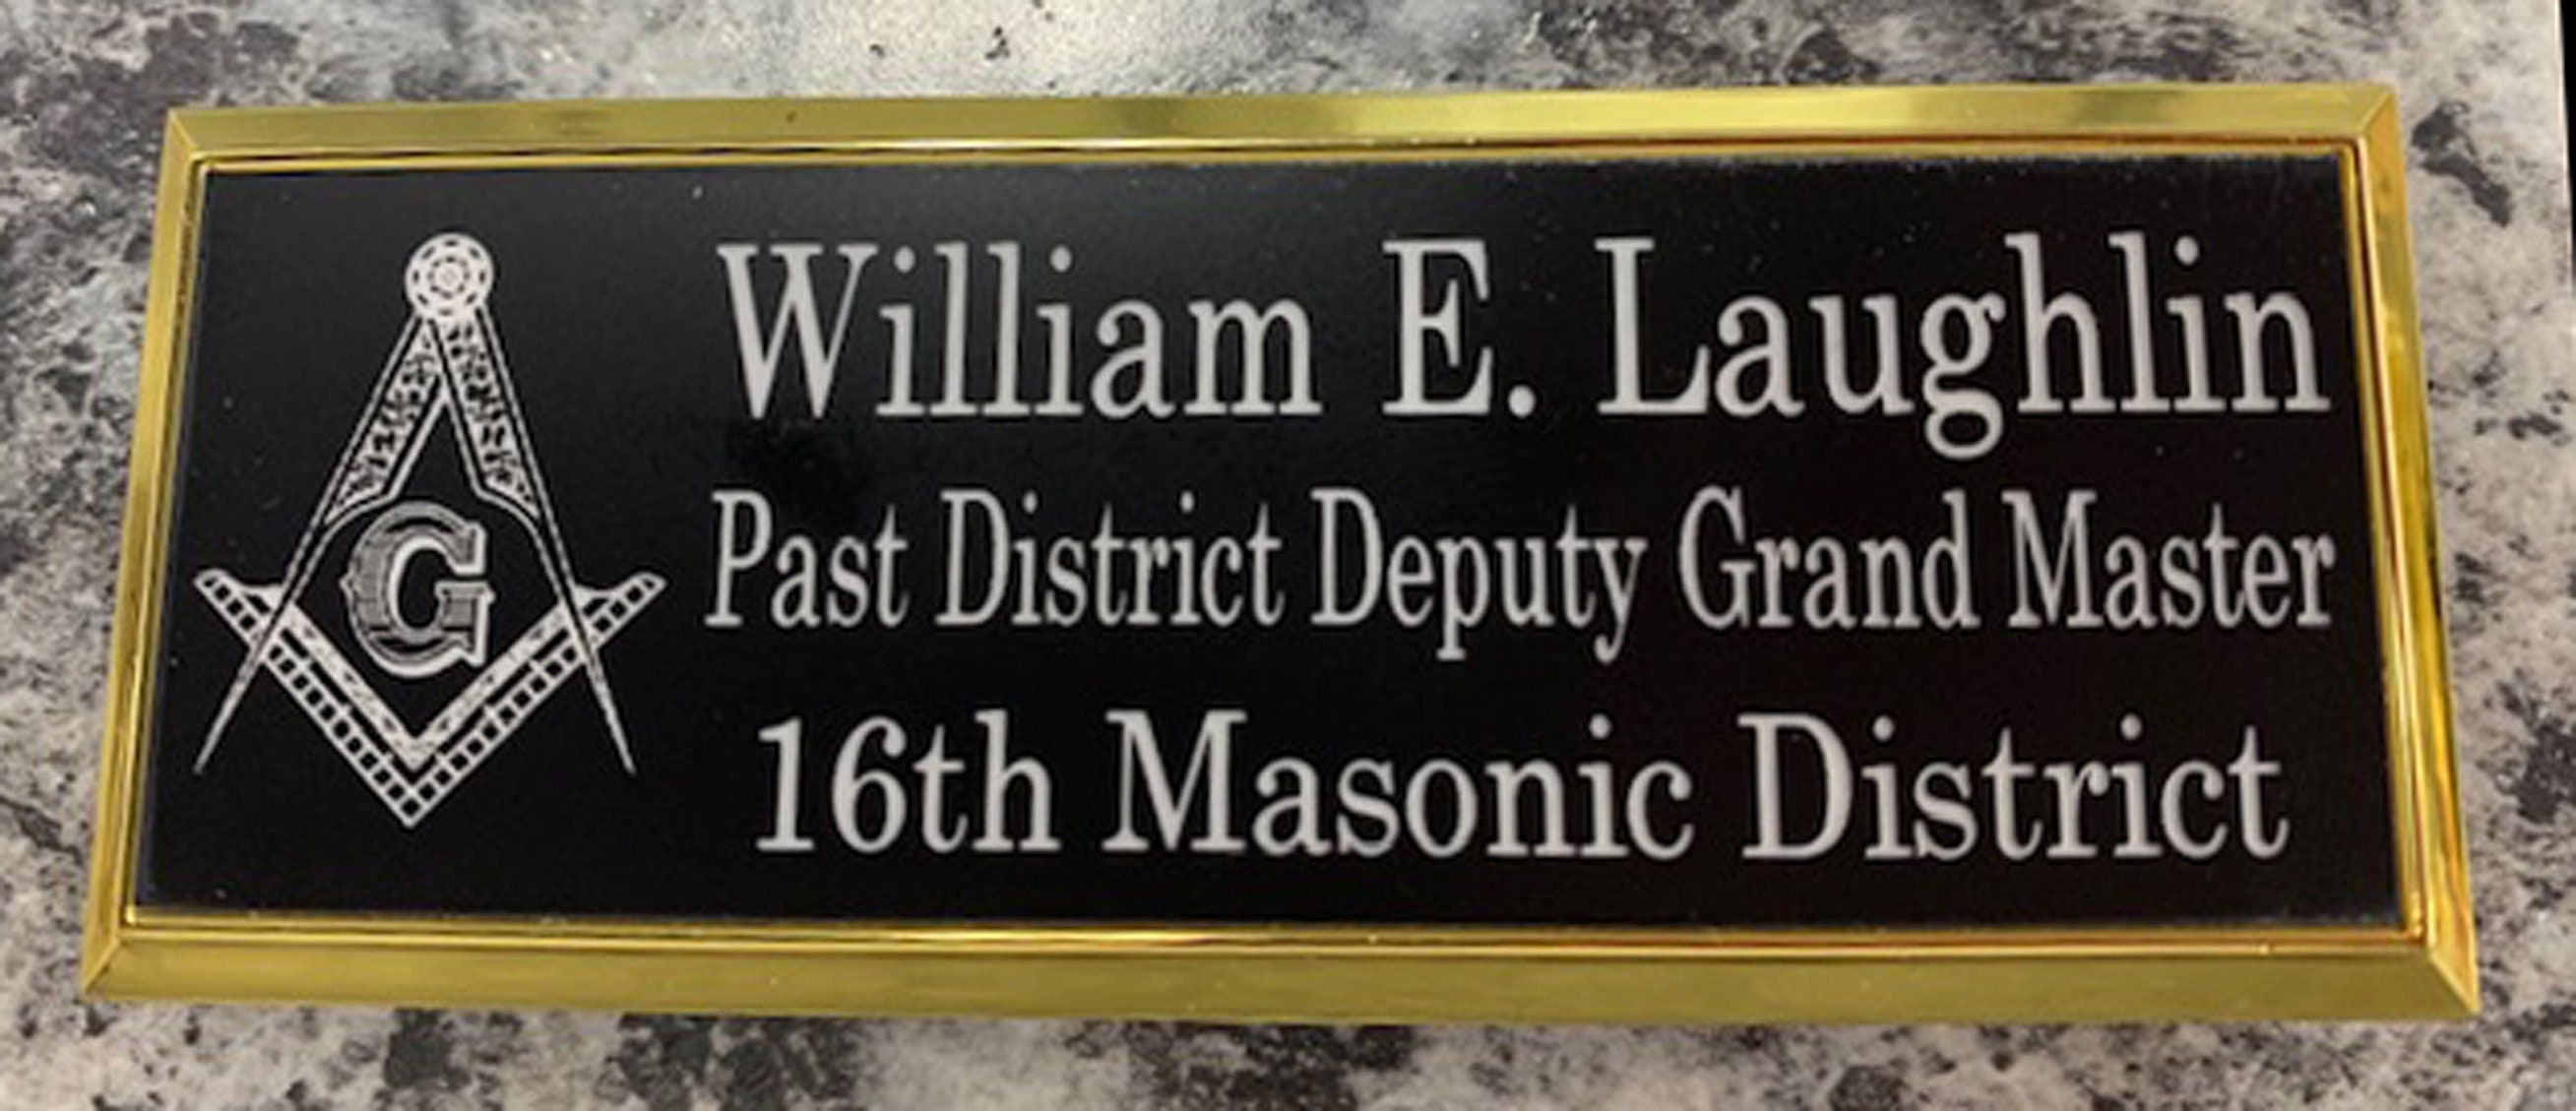 William E. Laughlin
Past District Deputy Grand Master
G
16th Masonic District